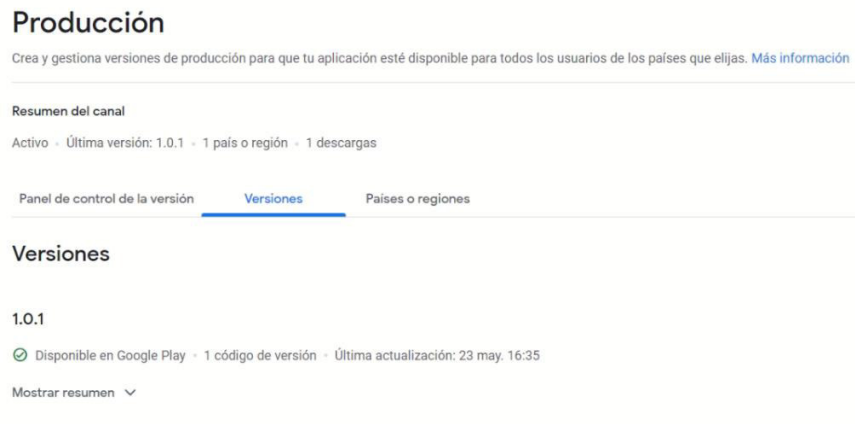 Producción
Crea y gestiona versiones de producción para que tu aplicación esté disponible para todos los usuarios de los países que elijas. Más información
Resumen del canal
Activo • Última versión: 1.0.1 • 1 país o región • 1 descargas
Panel de control de la versión Versiones Países o regiones
Versiones
1.0.1
Disponible en Google Play • 1 código de versión • Última actualización: 23 may. 16:35
Mostrar resumen